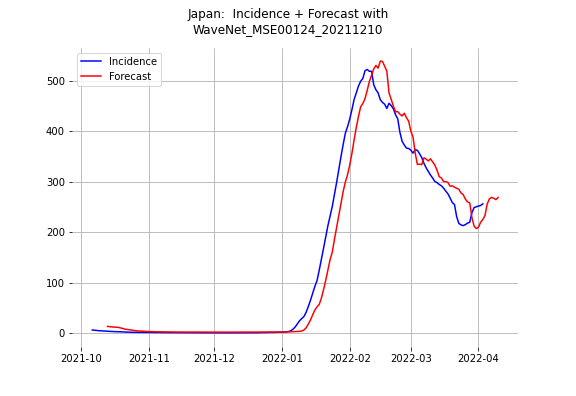 Japan:  Incidence + Forecast with
WaveNet_MSE00124_20211210
Incidence
Forecast
500
400
300
200
100
0
2021-10 2021-11 2021-12 2022-01 2022-02 2022-03 2022-04